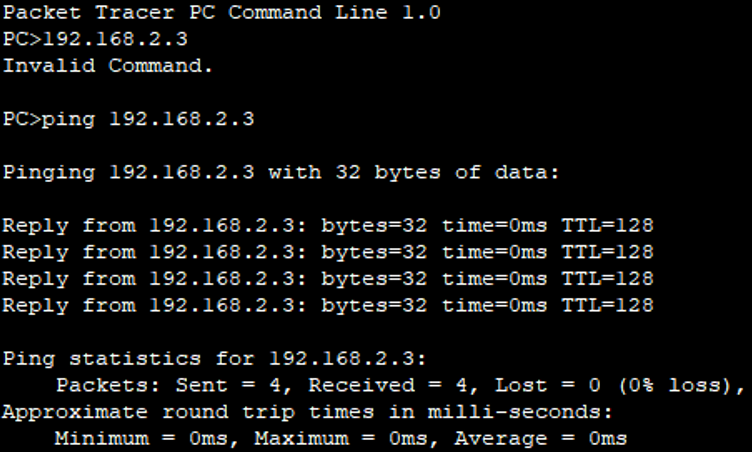 Packet Tracer PC Command Line 1.0
PC>192.168.2.3
Invalid Command.
PC>ping 192.168.2.3
Pinging 192.168.2.3 with 32 bytes of data:
Reply from 192.168.2.3: bytes=32 time=0ms TTL=128
Reply from 192.168.2.3: bytes=32 time=0ms TTL=128
Reply from 192.168.2.3: bytes=32 time=0ms TTL=128
Reply from 192.168.2.3: bytes=32 time=0ms TTL=128
Ping statistics for 192.168.2.3:
    Packets: Sent = 4, Received = 4, Lost = 0 (0% loss),
Approximate round trip times in milli-seconds:
    Minimum = 0ms, Maximum = 0ms, Average = 0ms